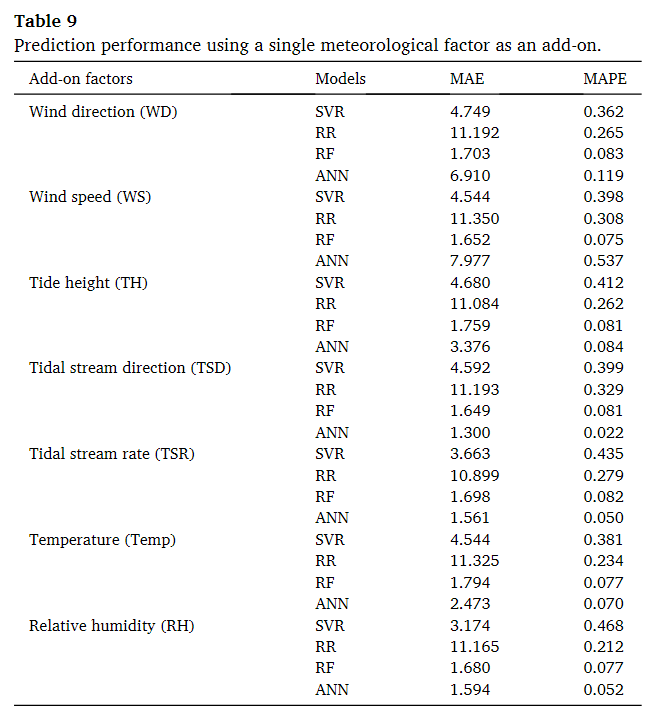 Table 9
Prediction performance using a single meteorological factor as an add-on.
Add-on factors Models MAE MAPE
Wind direction (WD) SVR 4.749 0.362
RR 11.192 0.265
RF 1.703 0.083
ANN 6.910 0.119
Wind speed (WS) SVR 4.544 0.398
RR 11.350 0.308
RF 1.652 0.075
ANN 7.977 0.537
Tide height (TH) SVR 4.680 0.412
RR 11.084 0.262
RF 1.759 0.081
ANN 3.376 0.084
Tidal stream direction (TSD) SVR 4.592 0.399
RR 11.193 0.329
RF 1.649 0.081
ANN 1.300 0.022
Tidal stream rate (TSR) SVR 3.663 0.435
RR 10.899 0.279
RF 1.698 0.082
ANN 1.561 0.050
Temperature (Temp) SVR 4.544 0.381
RR 11.325 0.234
RF 1.794 0.077
ANN 2.473 0.070
Relative humidity (RH) SVR 3.174 0.468
RR 11.165 0.212
RF 1.680 0.077
ANN 1.594 0.052